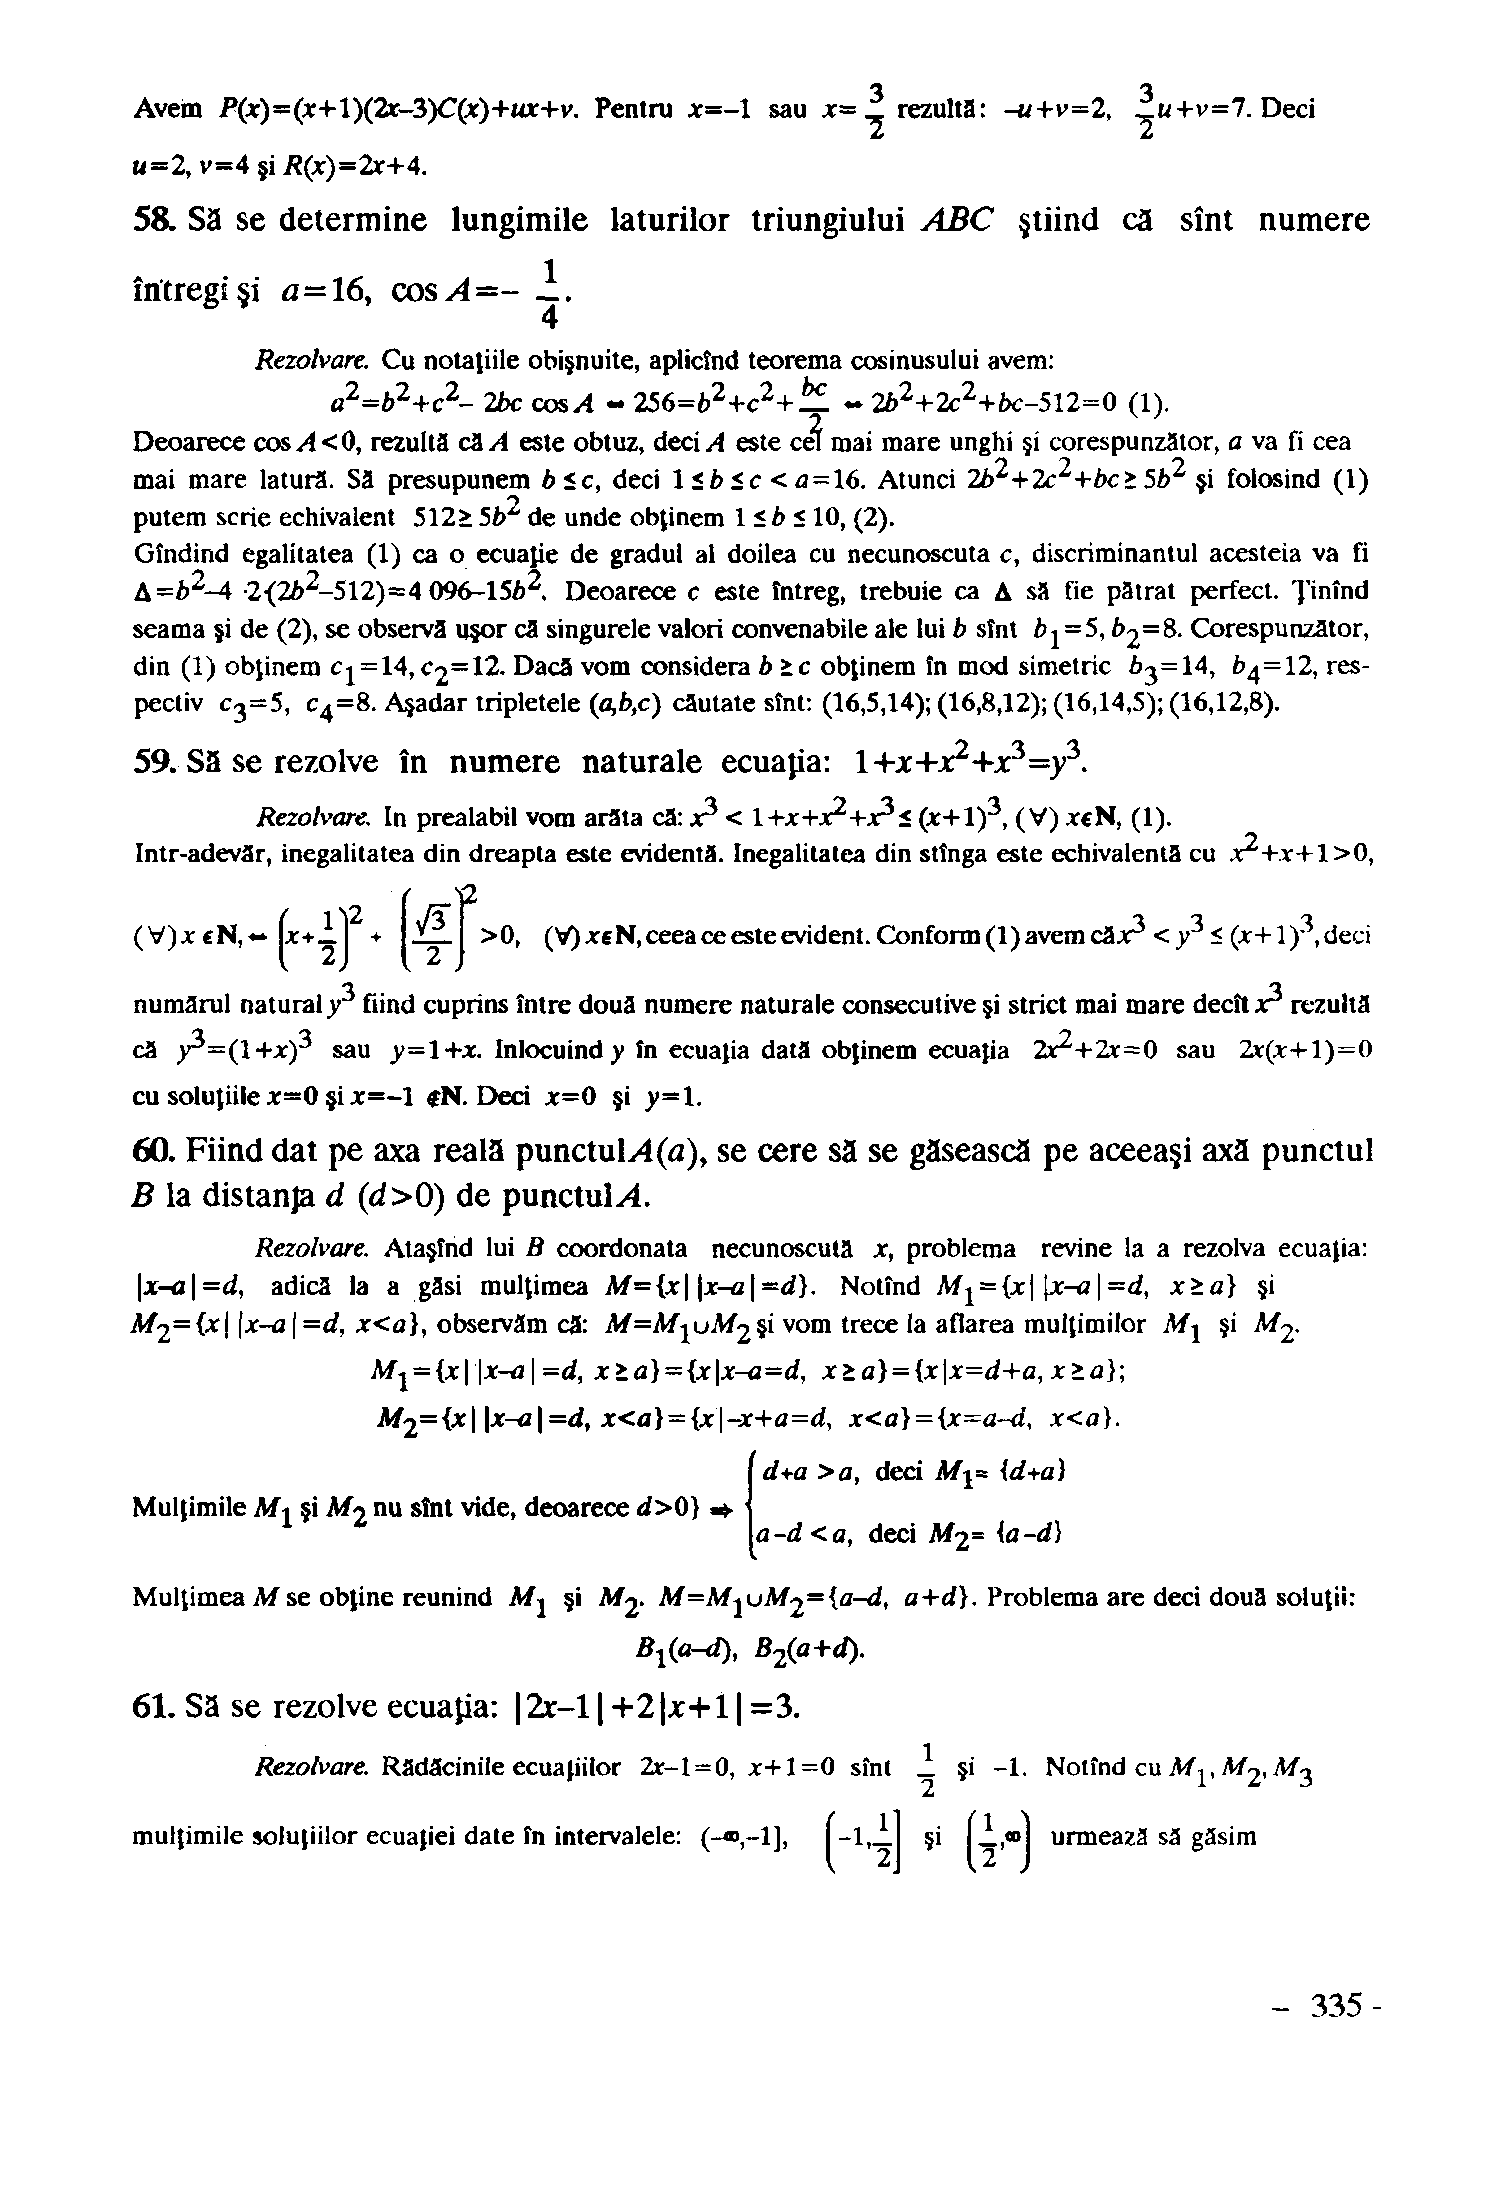 Avem P(x)=(x+1)(2x–3)C(x)+ux+v. Pentru x=–1 sau x= 3/2 rezultă: –u+v=2, 3/2 u+v=7. Deci
u=2, v=4 şi R(x)=2x+4.
58. Să se determine lungimile laturilor triungiului ABC ştiind că sînt numere
întregi şi a=16, cos A=– 1/4.
Rezolvare. Cu notaţiile obişnuite, aplicînd teorema cosinusului avem:
a²=b²+c²– 2bc cos A ⇔ 256=b²+c²+ bc/2 ⇔ 2b²+2c²+bc–512=0 (1).
Deoarece cos A<0, rezultă că A este obtuz, deci A este cel mai mare unghi şi corespunzător, a va fi cea
mai mare latură. Să presupunem b ≤ c, deci 1 ≤ b ≤ c < a=16. Atunci 2b²+2c²+bc ≥ 5b² şi folosind (1)
putem scrie echivalent 512 ≥ 5b² de unde obţinem 1 ≤ b ≤ 10, (2).
Gîndind egalitatea (1) ca o ecuaţie de gradul al doilea cu necunoscuta c, discriminantul acesteia va fi
Δ=b²–4 ·2·(2b²–512)=4 096–15b². Deoarece c este întreg, trebuie ca Δ să fie pătrat perfect. Ţinînd
seama şi de (2), se observă uşor că singurele valori convenabile ale lui b sînt b₁=5, b₂=8. Corespunzător,
din (1) obţinem c₁=14, c₂=12. Dacă vom considera b ≥ c obţinem în mod simetric b₃=14, b₄=12, res-
pectiv c₃=5, c₄=8. Aşadar tripletele (a,b,c) căutate sînt: (16,5,14); (16,8,12); (16,14,5); (16,12,8).
59. Să se rezolve în numere naturale ecuaţia: 1+x+x²+x³=y³.
Rezolvare. In prealabil vom arăta că: x³ < 1+x+x²+x³ ≤ (x+1)³, (∀) x∈N, (1).
Intr-adevăr, inegalitatea din dreapta este evidentă. Inegalitatea din stînga este echivalentă cu x²+x+1>0,
(∀) x ∈N, ⇔ (x+1/2)² + (√3/2)² >0, (∀) x∈N, ceea ce este evident. Conform (1) avem că x³ < y³ ≤ (x+1)³, deci
numărul natural y³ fiind cuprins între două numere naturale consecutive şi strict mai mare decît x³ rezultă
că y³=(1+x)³ sau y=1+x. Inlocuind y în ecuaţia dată obţinem ecuaţia 2x²+2x=0 sau 2x(x+1)=0
cu soluţiile x=0 şi x=–1 ∉N. Deci x=0 şi y=1.
60. Fiind dat pe axa reală punctul A(a), se cere să se găsească pe aceeaşi axă punctul
B la distanţa d (d>0) de punctul A.
Rezolvare. Ataşînd lui B coordonata necunoscută x, problema revine la a rezolva ecuaţia:
|x–a|=d, adică la a găsi mulţimea M={x| |x–a|=d}. Notînd M₁={x| |x–a|=d, x≥a} şi
M₂={x| |x–a|=d, x<a}, observăm că: M=M₁∪M₂ şi vom trece la aflarea mulţimilor M₁ şi M₂.
M₁={x| |x–a|=d, x≥a}={x|x–a=d, x≥a}={x|x=d+a, x≥a};
M₂={x| |x–a|=d, x<a}={x|–x+a=d, x<a}={x=a–d, x<a}.
d+a >a, deci M₁= {d+a}
Mulţimile M₁ şi M₂ nu sînt vide, deoarece d>0} ⇒
a–d <a, deci M₂= {a–d}
Mulţimea M se obţine reunind M₁ şi M₂. M=M₁∪M₂={a–d, a+d}. Problema are deci două soluţii:
B₁(a–d), B₂(a+d).
61. Să se rezolve ecuaţia: |2x–1|+2|x+1|=3.
Rezolvare. Rădăcinile ecuaţiilor 2x–1=0, x+1=0 sînt 1/2 şi –1. Notînd cu M₁, M₂, M₃
mulţimile soluţiilor ecuaţiei date în intervalele: (–∞,–1], (–1,1/2] şi (1/2,∞) urmează să găsim
– 335 -